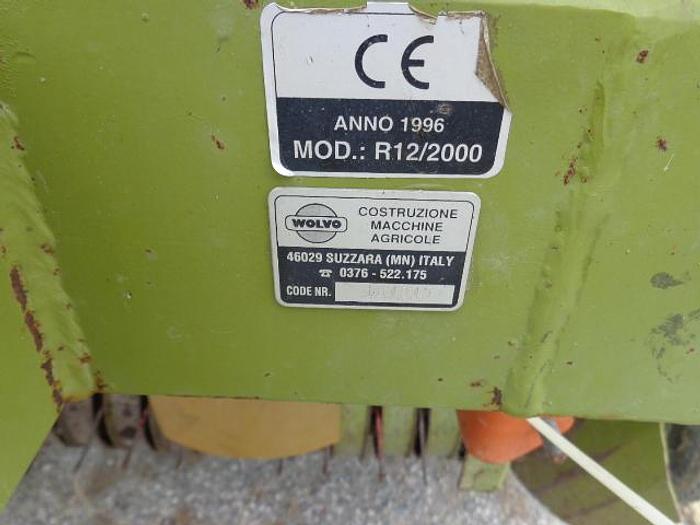 CE
ANNO 1996
MOD.: R12/2000
WOLVO
COSTRUZIONE
MACCHINE
AGRICOLE
46029 SUZZARA (MN) ITALY
☎ 0376 - 522.175
CODE NR.